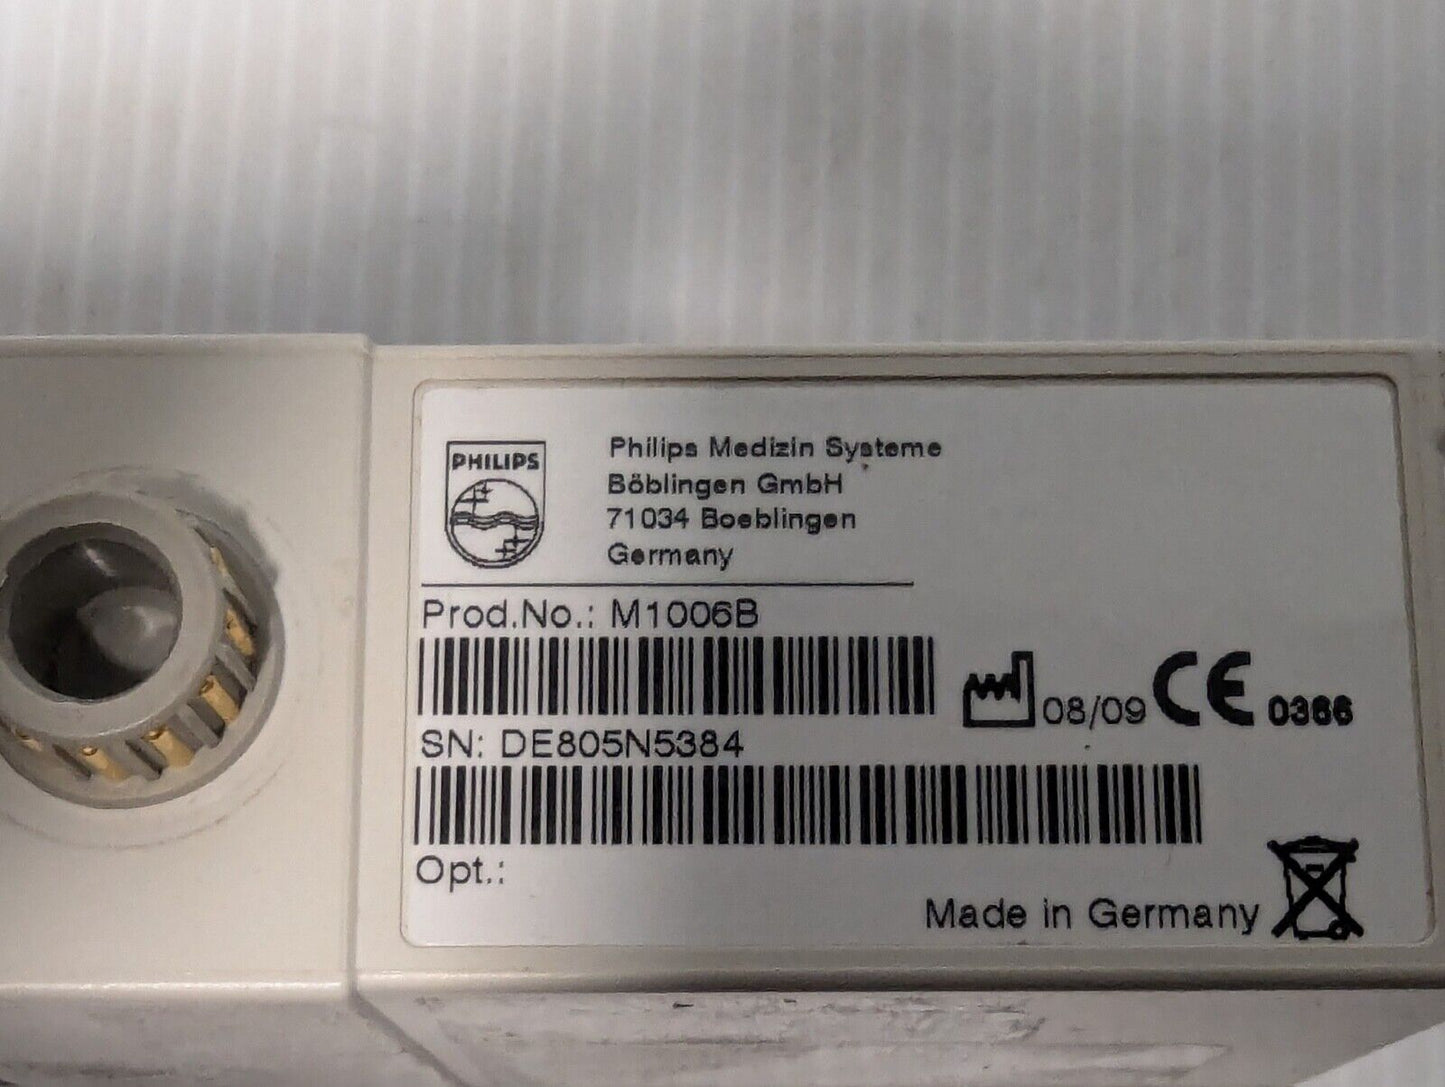 PHILIPS
Philips Medizin Systeme
Böblingen GmbH
71034 Boeblingen
Germany
Prod.No.: M1006B
08/09 CE 0366
SN: DE805N5384
Opt.:
Made in Germany